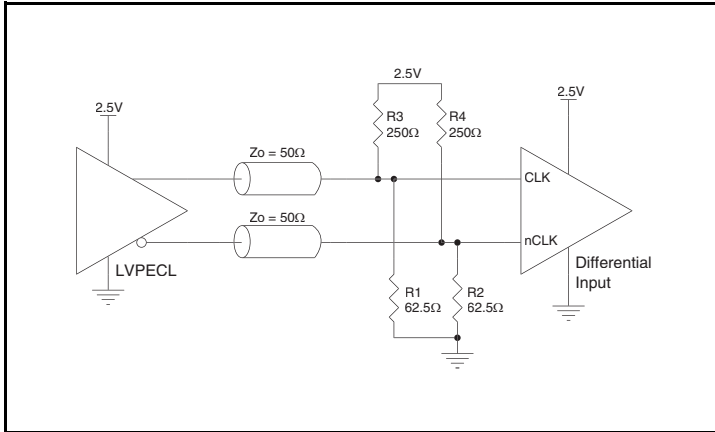 2.5V
2.5V
2.5V
R3
250Ω
R4
250Ω
Zo = 50Ω
CLK
Zo = 50Ω
nCLK
LVPECL
Differential
Input
R1
62.5Ω
R2
62.5Ω